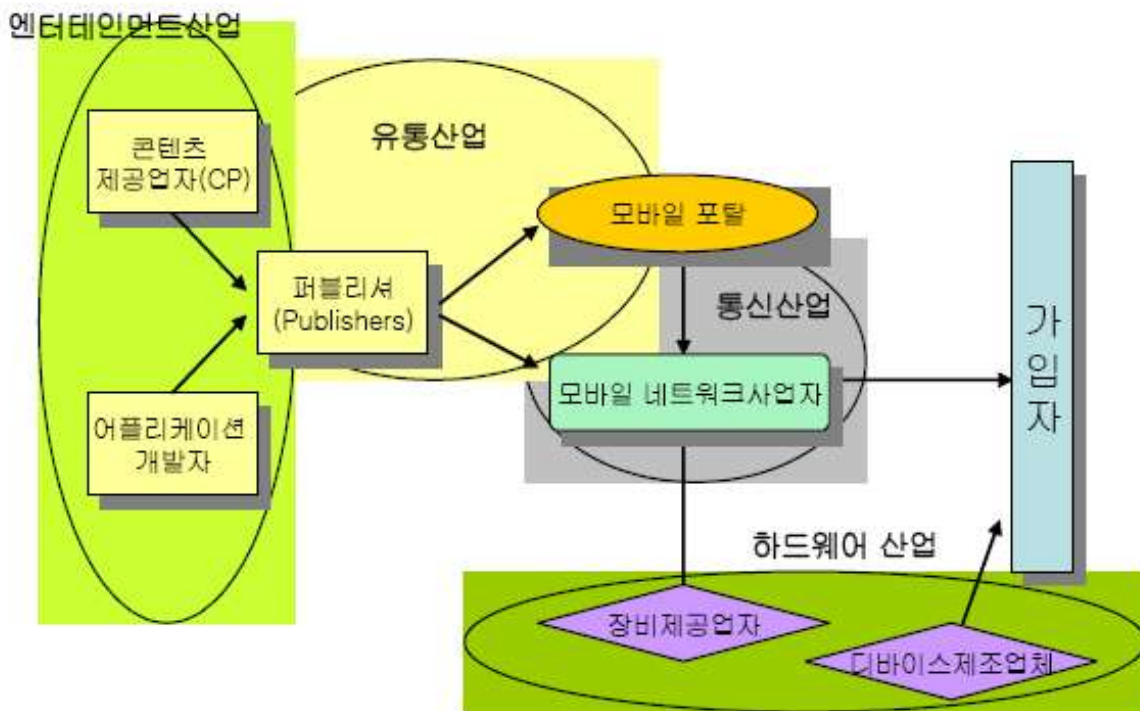 엔터테인먼트산업
콘텐츠
제공업자(CP)
유통산업
모바일 포탈
퍼블리셔
(Publishers)
통신산업
모바일 네트워크사업자
가
입
자
어플리케이션
개발자
하드웨어 산업
장비제공업자
디바이스제조업체